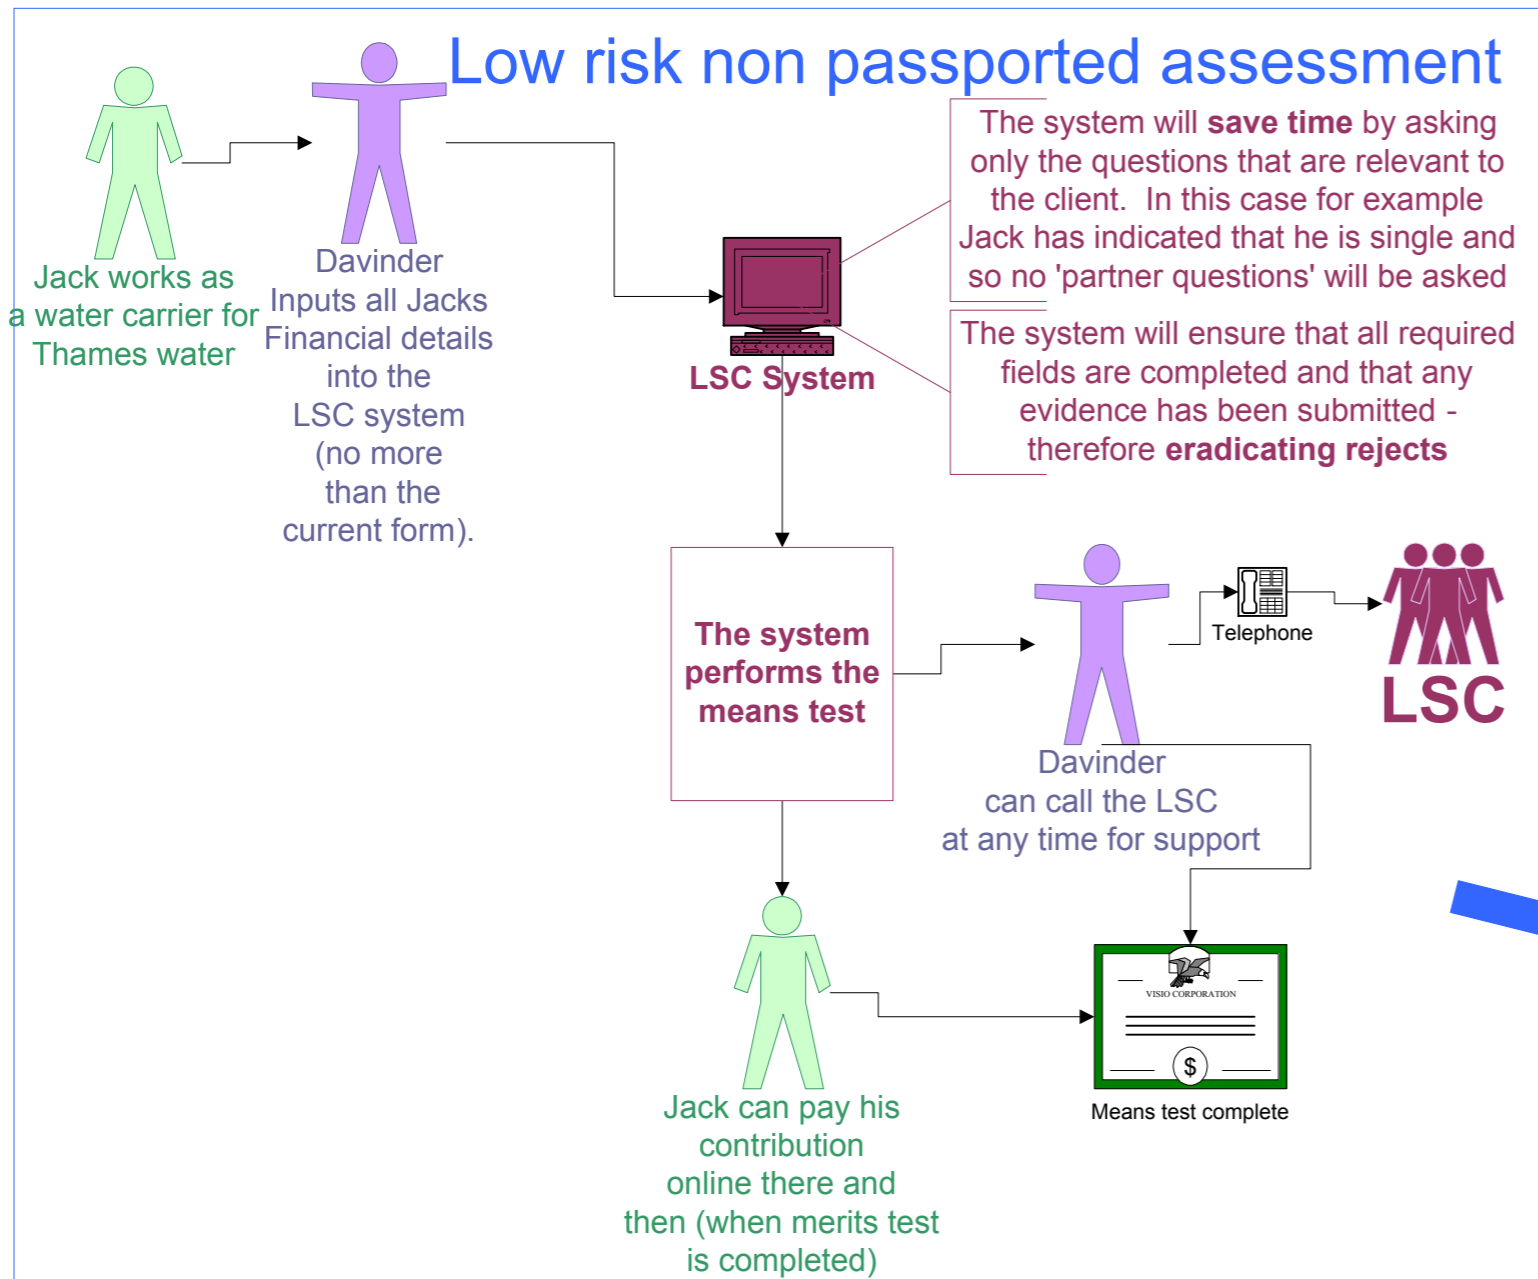 Low risk non passported assessment
Jack works as
a water carrier for
Thames water
Davinder
Inputs all Jacks
Financial details
into the
LSC system
(no more
than the
current form).
LSC System
The system will save time by asking
only the questions that are relevant to
the client.  In this case for example
Jack has indicated that he is single and
so no 'partner questions' will be asked
The system will ensure that all required
fields are completed and that any
evidence has been submitted -
therefore eradicating rejects
The system
performs the
means test
Telephone
LSC
Davinder
can call the LSC
at any time for support
VISIO CORPORATION
$
Means test complete
Jack can pay his
contribution
online there and
then (when merits test
is completed)